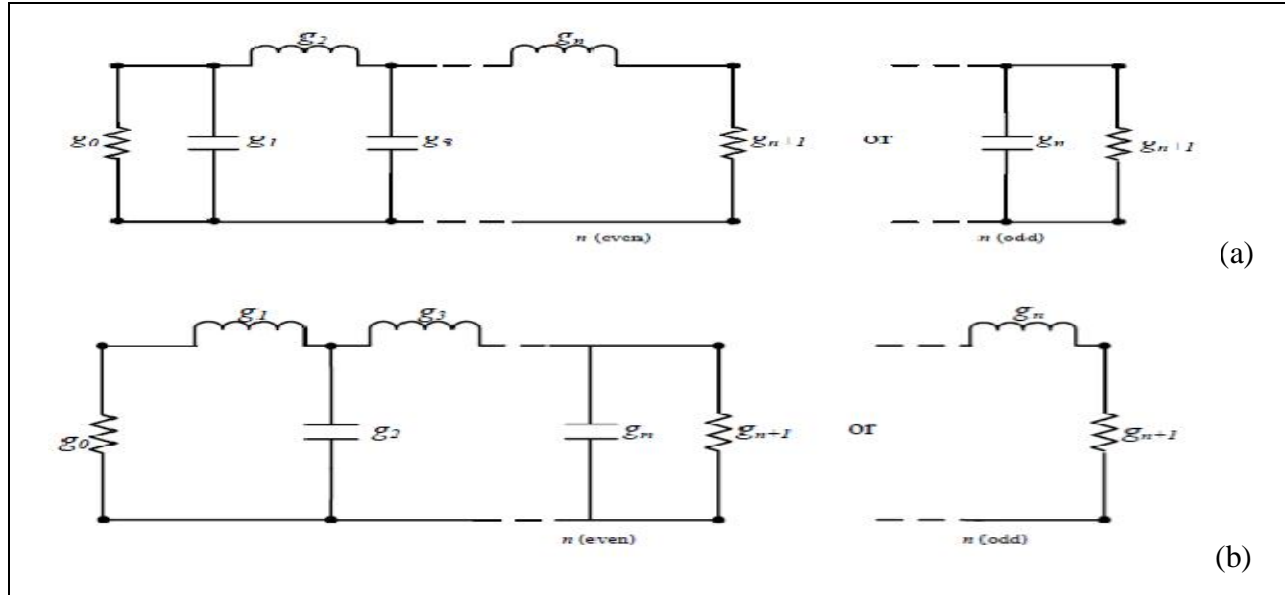 g₂ gₙ
g₀ g₁ g₃ gₙ₊₁ or gₙ gₙ₊₁
n (even) n (odd)
(a)
g₁ g₃ gₙ
g₀ g₂ gₙ gₙ₊₁ or gₙ₊₁
n (even) n (odd)
(b)